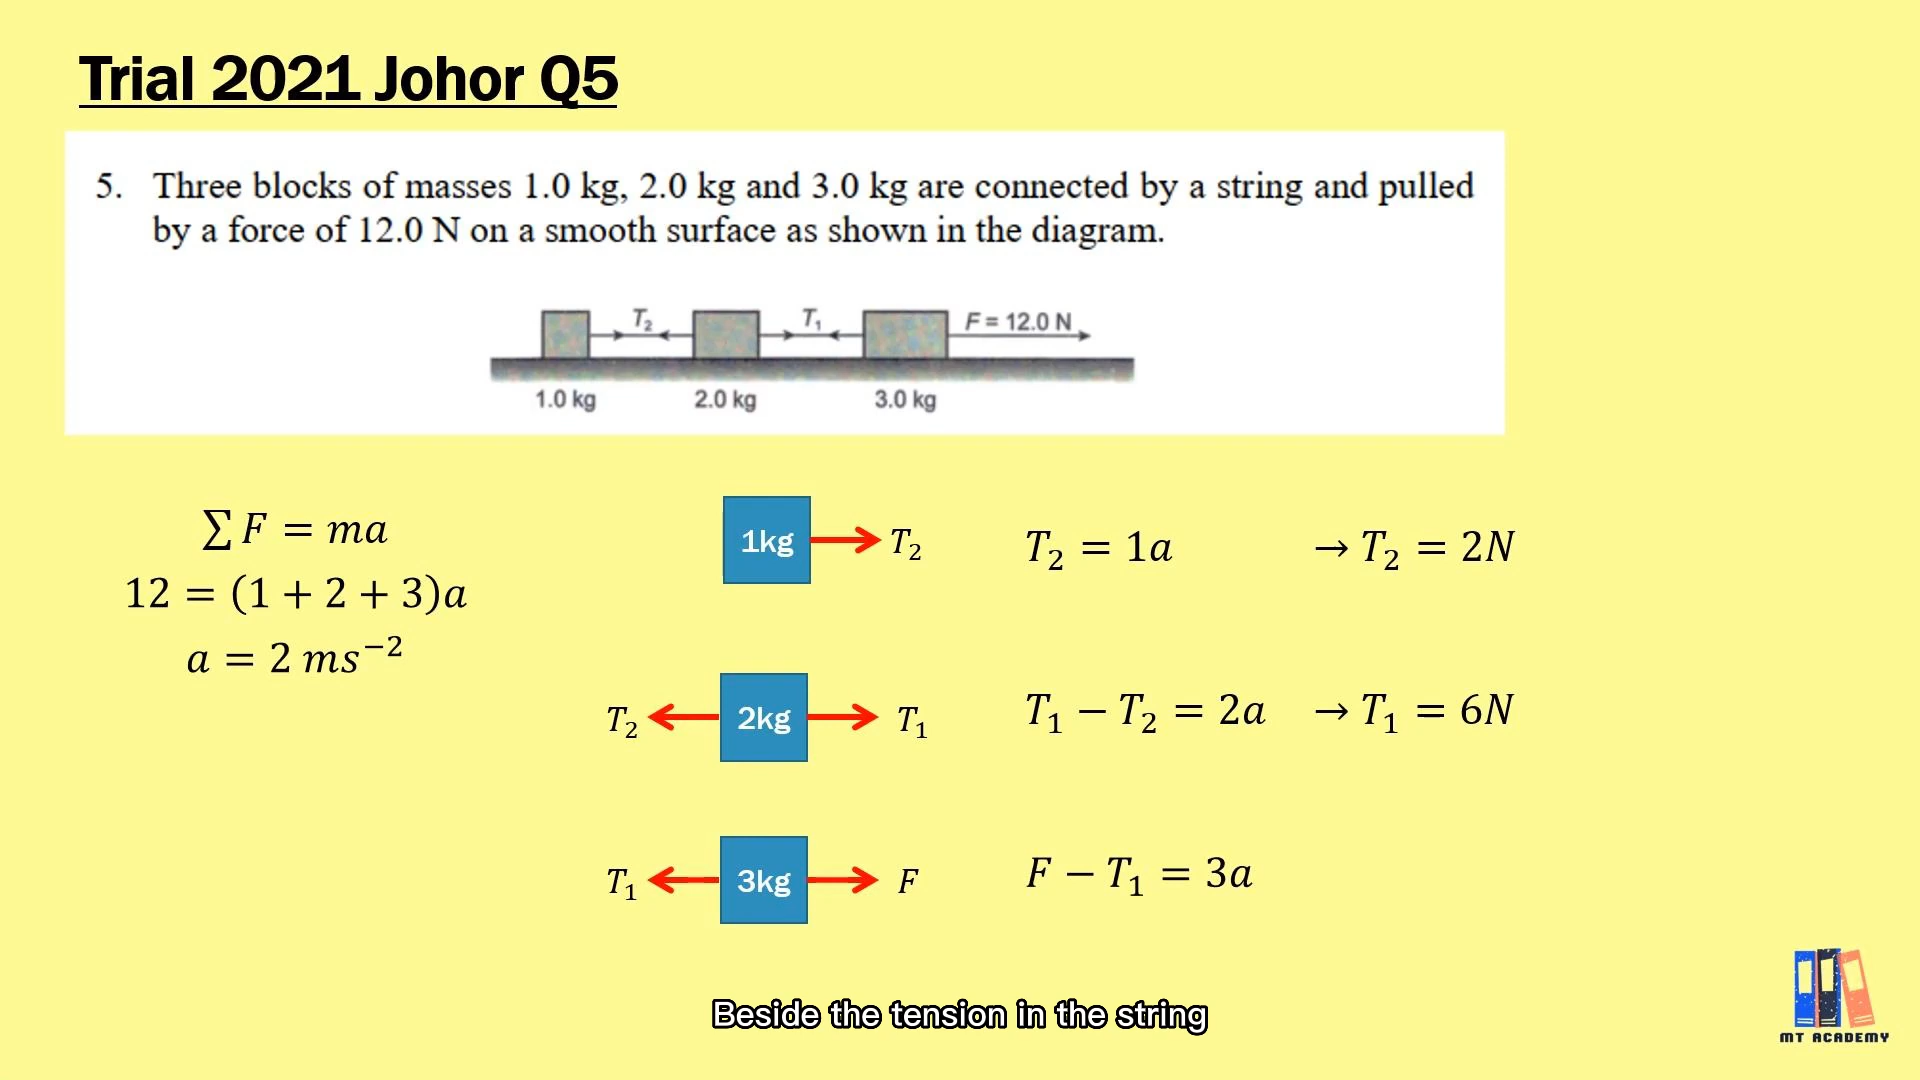 Trial 2021 Johor Q5
5. Three blocks of masses 1.0 kg, 2.0 kg and 3.0 kg are connected by a string and pulled
by a force of 12.0 N on a smooth surface as shown in the diagram.
T₂ T₁ F = 12.0 N
1.0 kg 2.0 kg 3.0 kg
∑ F = ma
12 = (1 + 2 + 3)a
a = 2 ms⁻²
1kg T₂ T₂ = 1a → T₂ = 2N
T₂ 2kg T₁ T₁ − T₂ = 2a → T₁ = 6N
T₁ 3kg F F − T₁ = 3a
Beside the tension in the string
MT ACADEMY